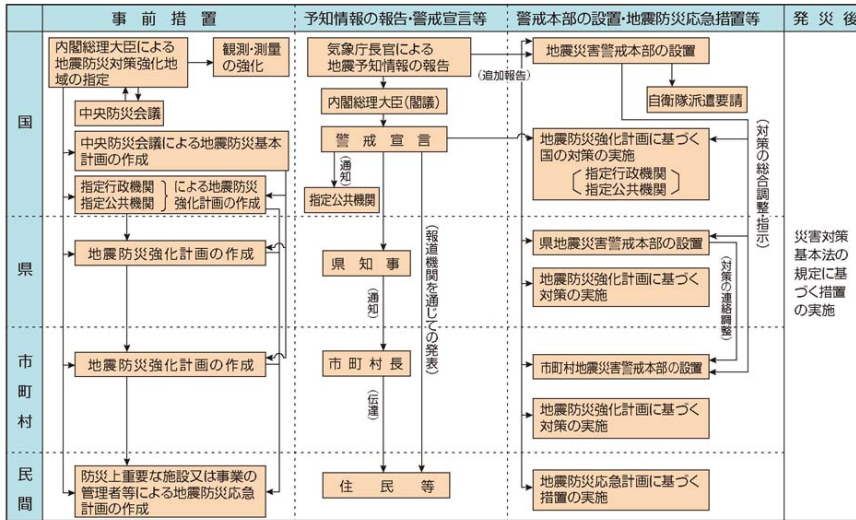 事前措置
予知情報の報告・警戒宣言等
警戒本部の設置・地震防災応急措置等
発災後
国
内閣総理大臣による
地震防災対策強化地
域の指定
観測・測量
の強化
中央防災会議
中央防災会議による地震防災基本
計画の作成
指定行政機関
指定公共機関
による地震防災
強化計画の作成
気象庁長官による
地震予知情報の報告
(追加報告)
内閣総理大臣(閣議)
警戒宣言
(通知)
指定公共機関
(報道機関を通じての発表)
地震災害警戒本部の設置
自衛隊派遣要請
地震防災強化計画に基づく
国の対策の実施
指定行政機関
指定公共機関
(対策の総合調整・指示)
県
地震防災強化計画の作成
県知事
(通知)
県地震災害警戒本部の設置
地震防災強化計画に基づく
対策の実施
(対策の連絡調整)
市町村
地震防災強化計画の作成
市町村長
(伝達)
市町村地震災害警戒本部の設置
地震防災強化計画に基づく
対策の実施
民間
防災上重要な施設又は事業の
管理者等による地震防災応急
計画の作成
住民等
地震防災応急計画に基づく
措置の実施
災害対策
基本法の
規定に基
づく措置
の実施